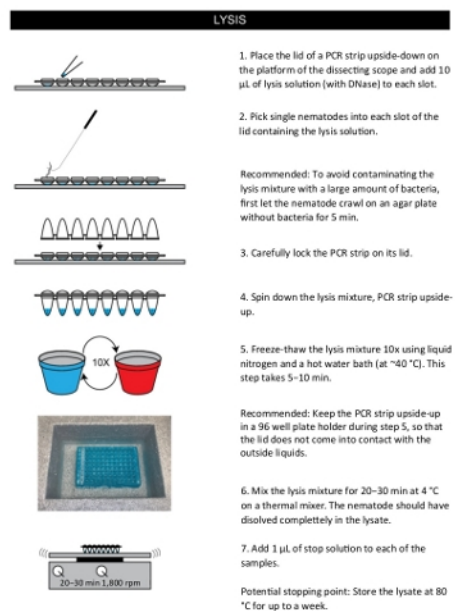 LYSIS
1. Place the lid of a PCR strip upside-down on
the platform of the dissecting scope and add 10
µL of lysis solution (with DNase) to each slot.
2. Pick single nematodes into each slot of the
lid containing the lysis solution.
Recommended: To avoid contaminating the
lysis mixture with a large amount of bacteria,
first let the nematode crawl on an agar plate
without bacteria for 5 min.
3. Carefully lock the PCR strip on its lid.
4. Spin down the lysis mixture, PCR strip upside-
up.
10X
5. Freeze-thaw the lysis mixture 10x using liquid
nitrogen and a hot water bath (at ~40 °C). This
step takes 5–10 min.
Recommended: Keep the PCR strip upside-up
in a 96 well plate holder during step 5, so that
the lid does not come into contact with the
outside liquids.
6. Mix the lysis mixture for 20–30 min at 4 °C
on a thermal mixer. The nematode should have
disolved complettely in the lysate.
7. Add 1 µL of stop solution to each of the
samples.
20–30 min 1,800 rpm
Potential stopping point: Store the lysate at 80
°C for up to a week.